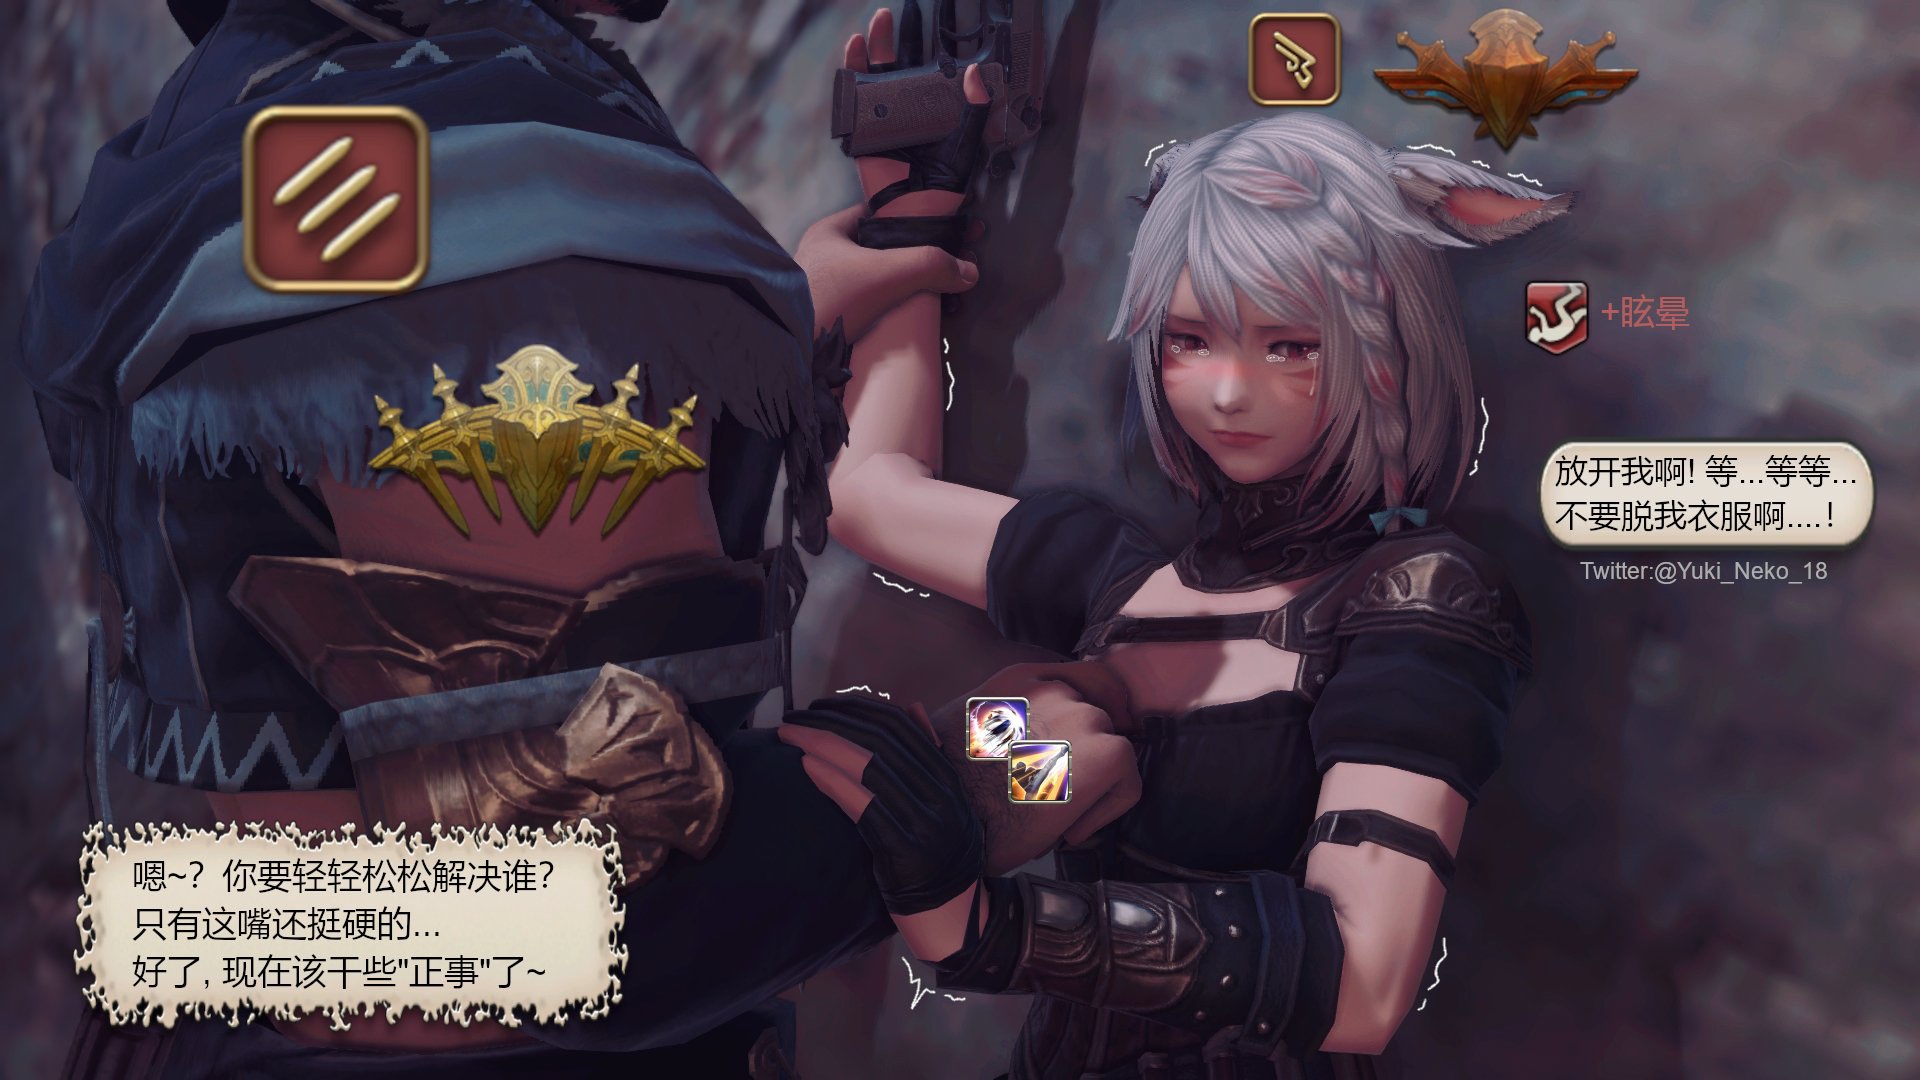 +眩晕
放开我啊! 等...等等...
不要脱我衣服啊....!
Twitter:@Yuki_Neko_18
嗯~? 你要轻轻松松解决谁?
只有这嘴还挺硬的...
好了, 现在该干些"正事"了~